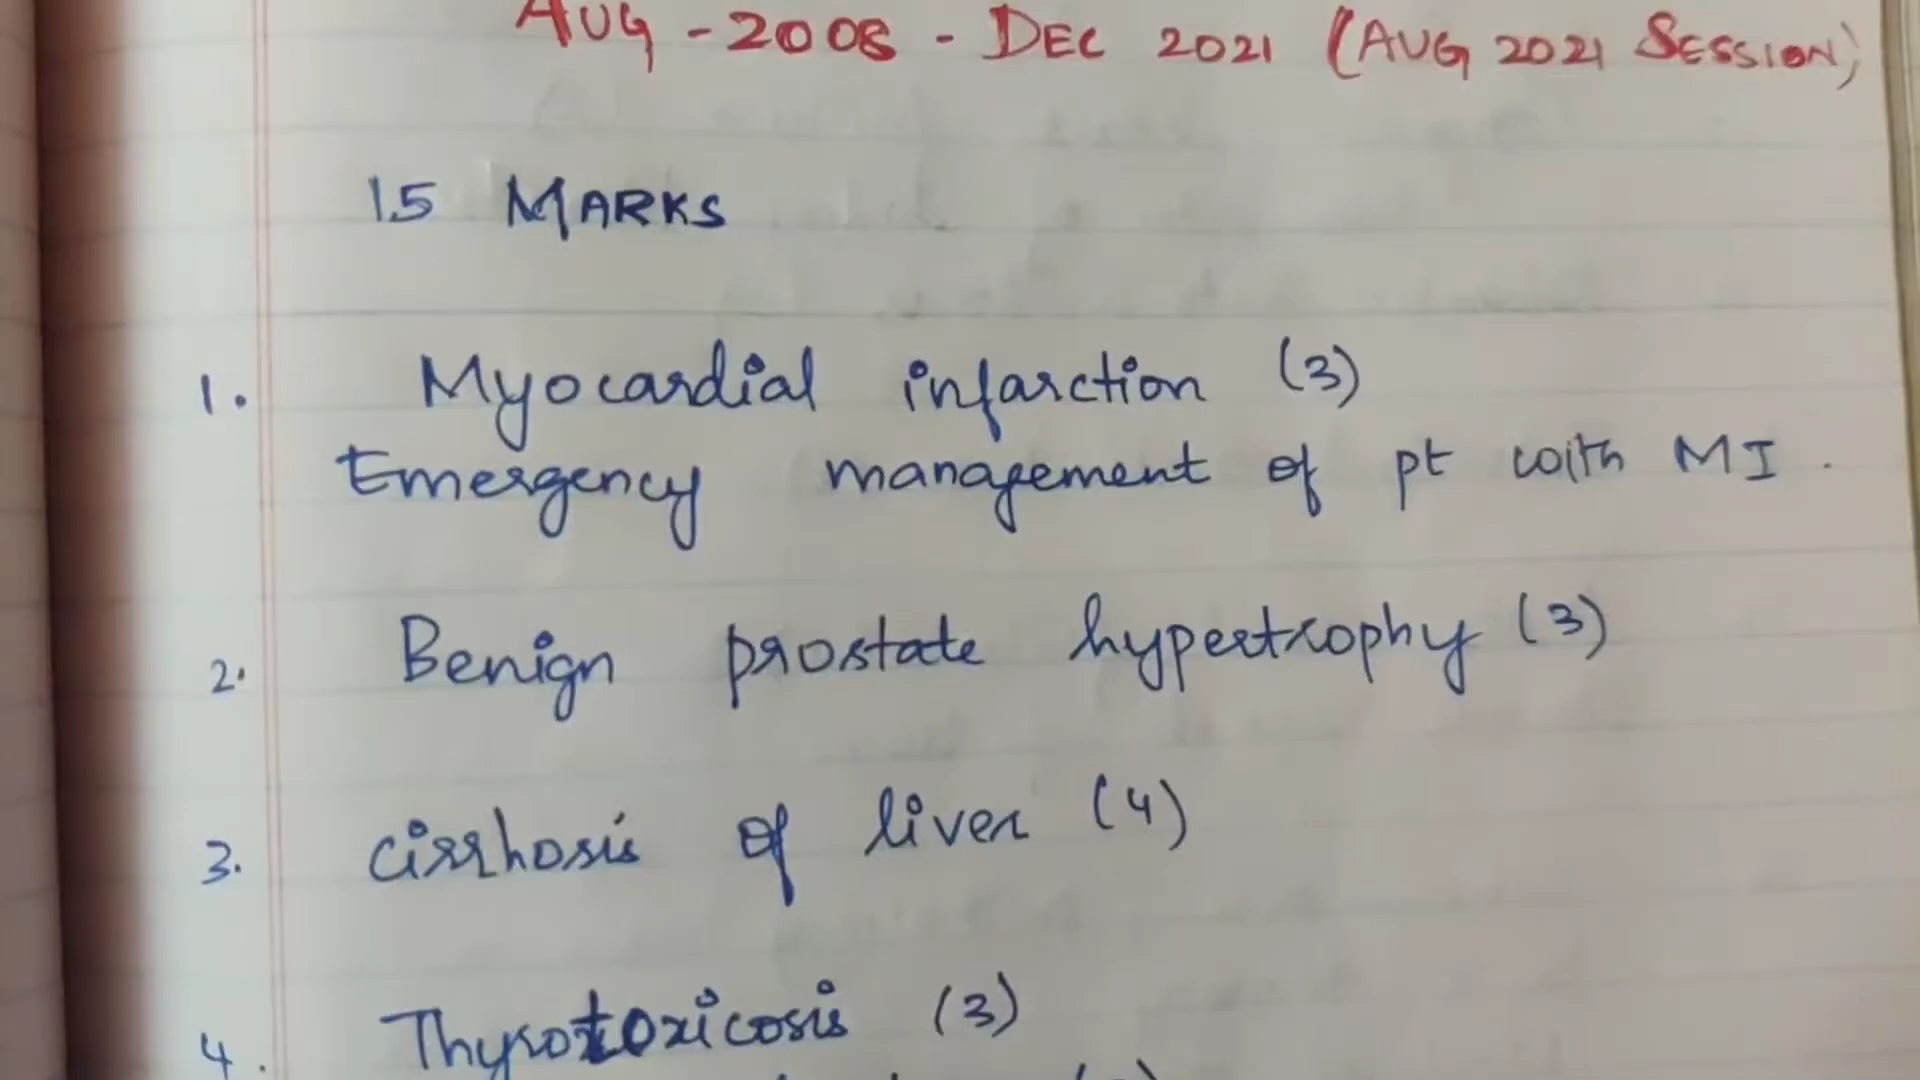 AUG - 2008 - DEC 2021 (AUG 2021 SESSION)
15 MARKS
1. Myocardial infarction (3)
Emergency management of pt with MI.
2. Benign prostate hypertrophy (3)
3. cirrhosis of liver (4)
4. Thyrotoxicosis (3)